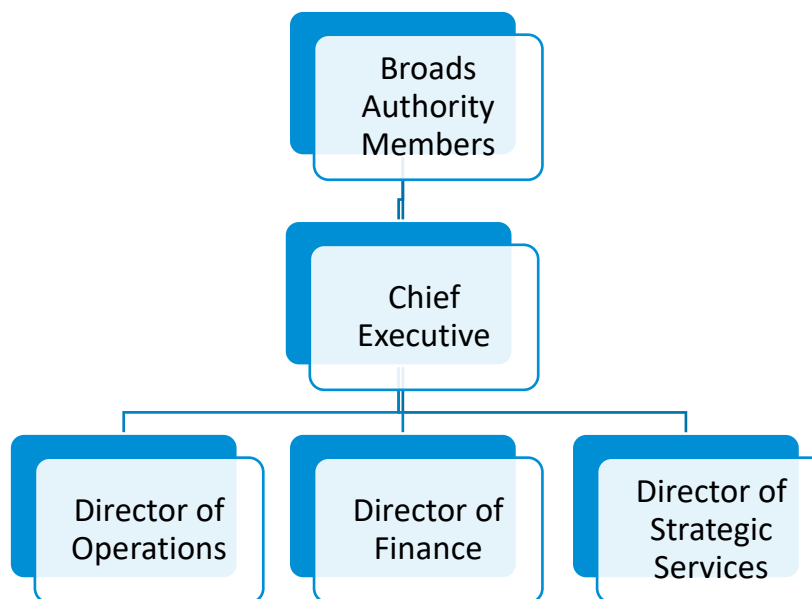 Broads
Authority
Members
Chief
Executive
Director of
Operations
Director of
Finance
Director of
Strategic
Services